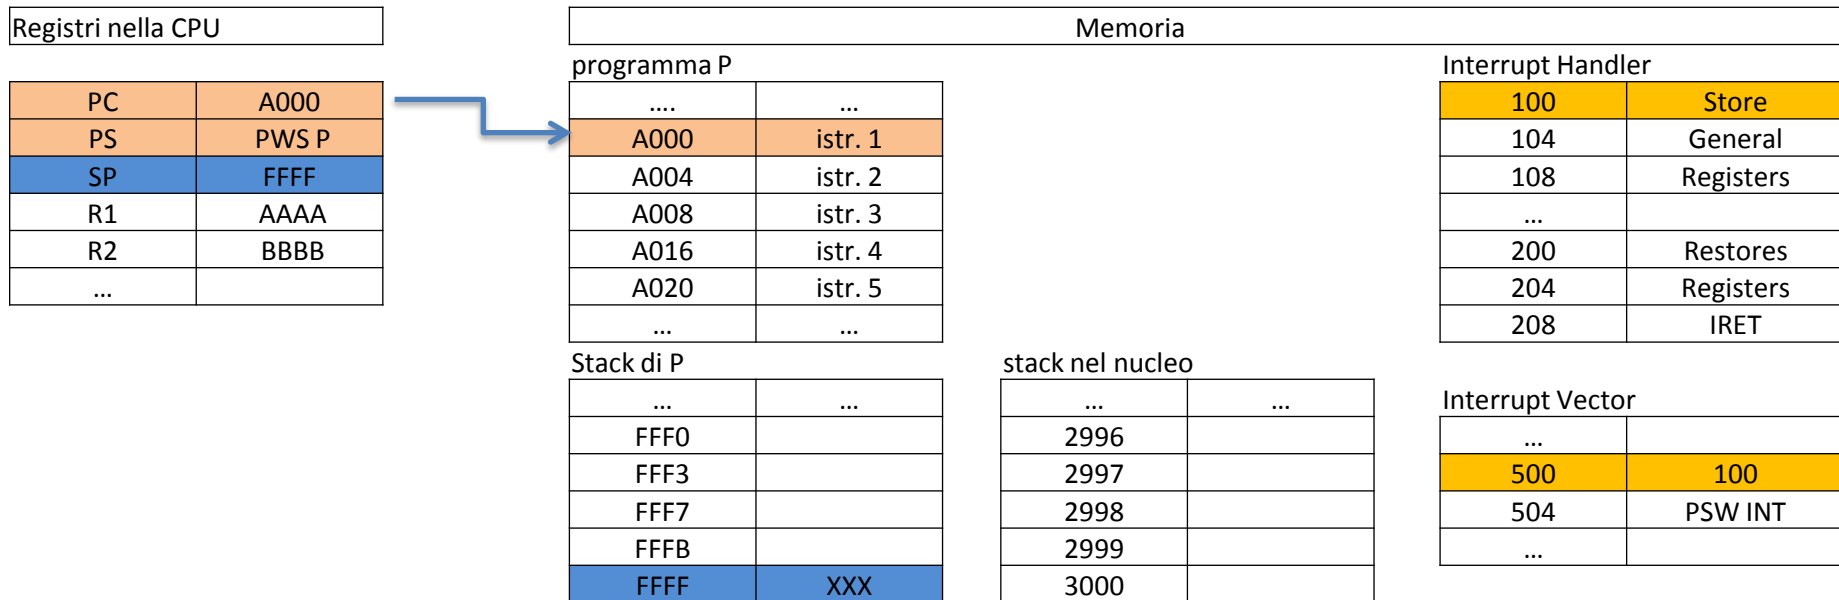 Registri nella CPU
Memoria
programma P
Interrupt Handler
PC A000
PS PWS P
SP FFFF
R1 AAAA
R2 BBBB
...
.... ...
A000 istr. 1
A004 istr. 2
A008 istr. 3
A016 istr. 4
A020 istr. 5
... ...
100 Store
104 General
108 Registers
...
200 Restores
204 Registers
208 IRET
Stack di P
... ...
FFF0
FFF3
FFF7
FFFB
FFFF XXX
stack nel nucleo
... ...
2996
2997
2998
2999
3000
Interrupt Vector
...
500 100
504 PSW INT
...